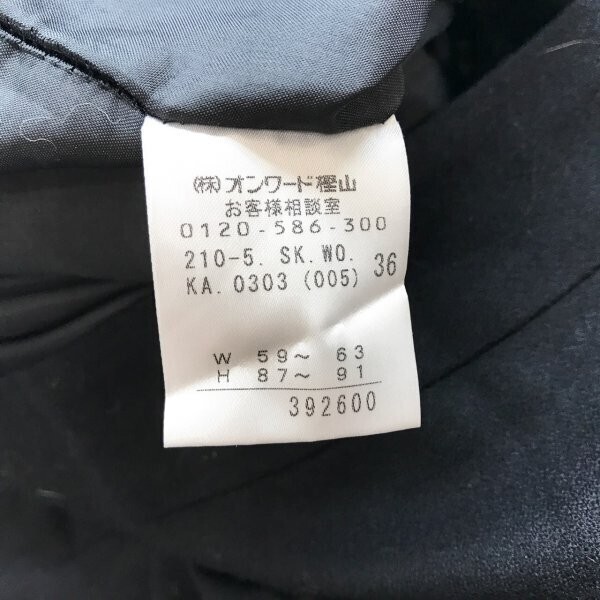 (株)オンワード樫山
お客様相談室
0120-586-300
210-5. SK. WO. 36
KA. 0303 (005)
W 59〜 63
H 87〜 91
392600